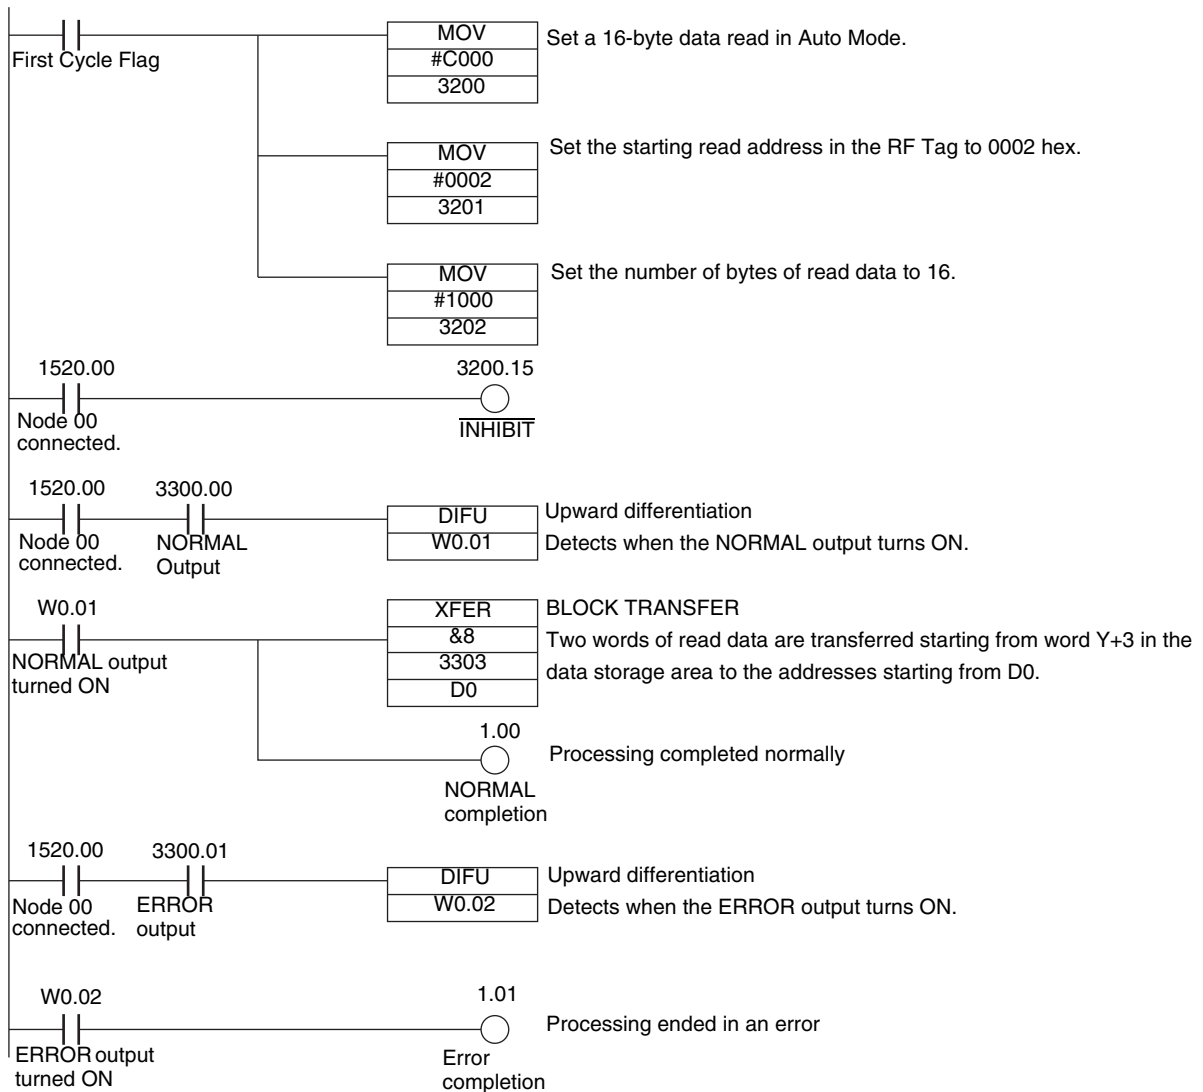 MOV
#C000
3200
Set a 16-byte data read in Auto Mode.
First Cycle Flag
MOV
#0002
3201
Set the starting read address in the RF Tag to 0002 hex.
MOV
#1000
3202
Set the number of bytes of read data to 16.
1520.00
3200.15
Node 00
connected.
INHIBIT
1520.00
3300.00
Node 00
connected.
NORMAL
Output
DIFU
W0.01
Upward differentiation
Detects when the NORMAL output turns ON.
W0.01
NORMAL output
turned ON
XFER
&8
3303
D0
BLOCK TRANSFER
Two words of read data are transferred starting from word Y+3 in the
data storage area to the addresses starting from D0.
1.00
NORMAL
completion
Processing completed normally
1520.00
3300.01
Node 00
connected.
ERROR
output
DIFU
W0.02
Upward differentiation
Detects when the ERROR output turns ON.
W0.02
ERROR output
turned ON
1.01
Error
completion
Processing ended in an error